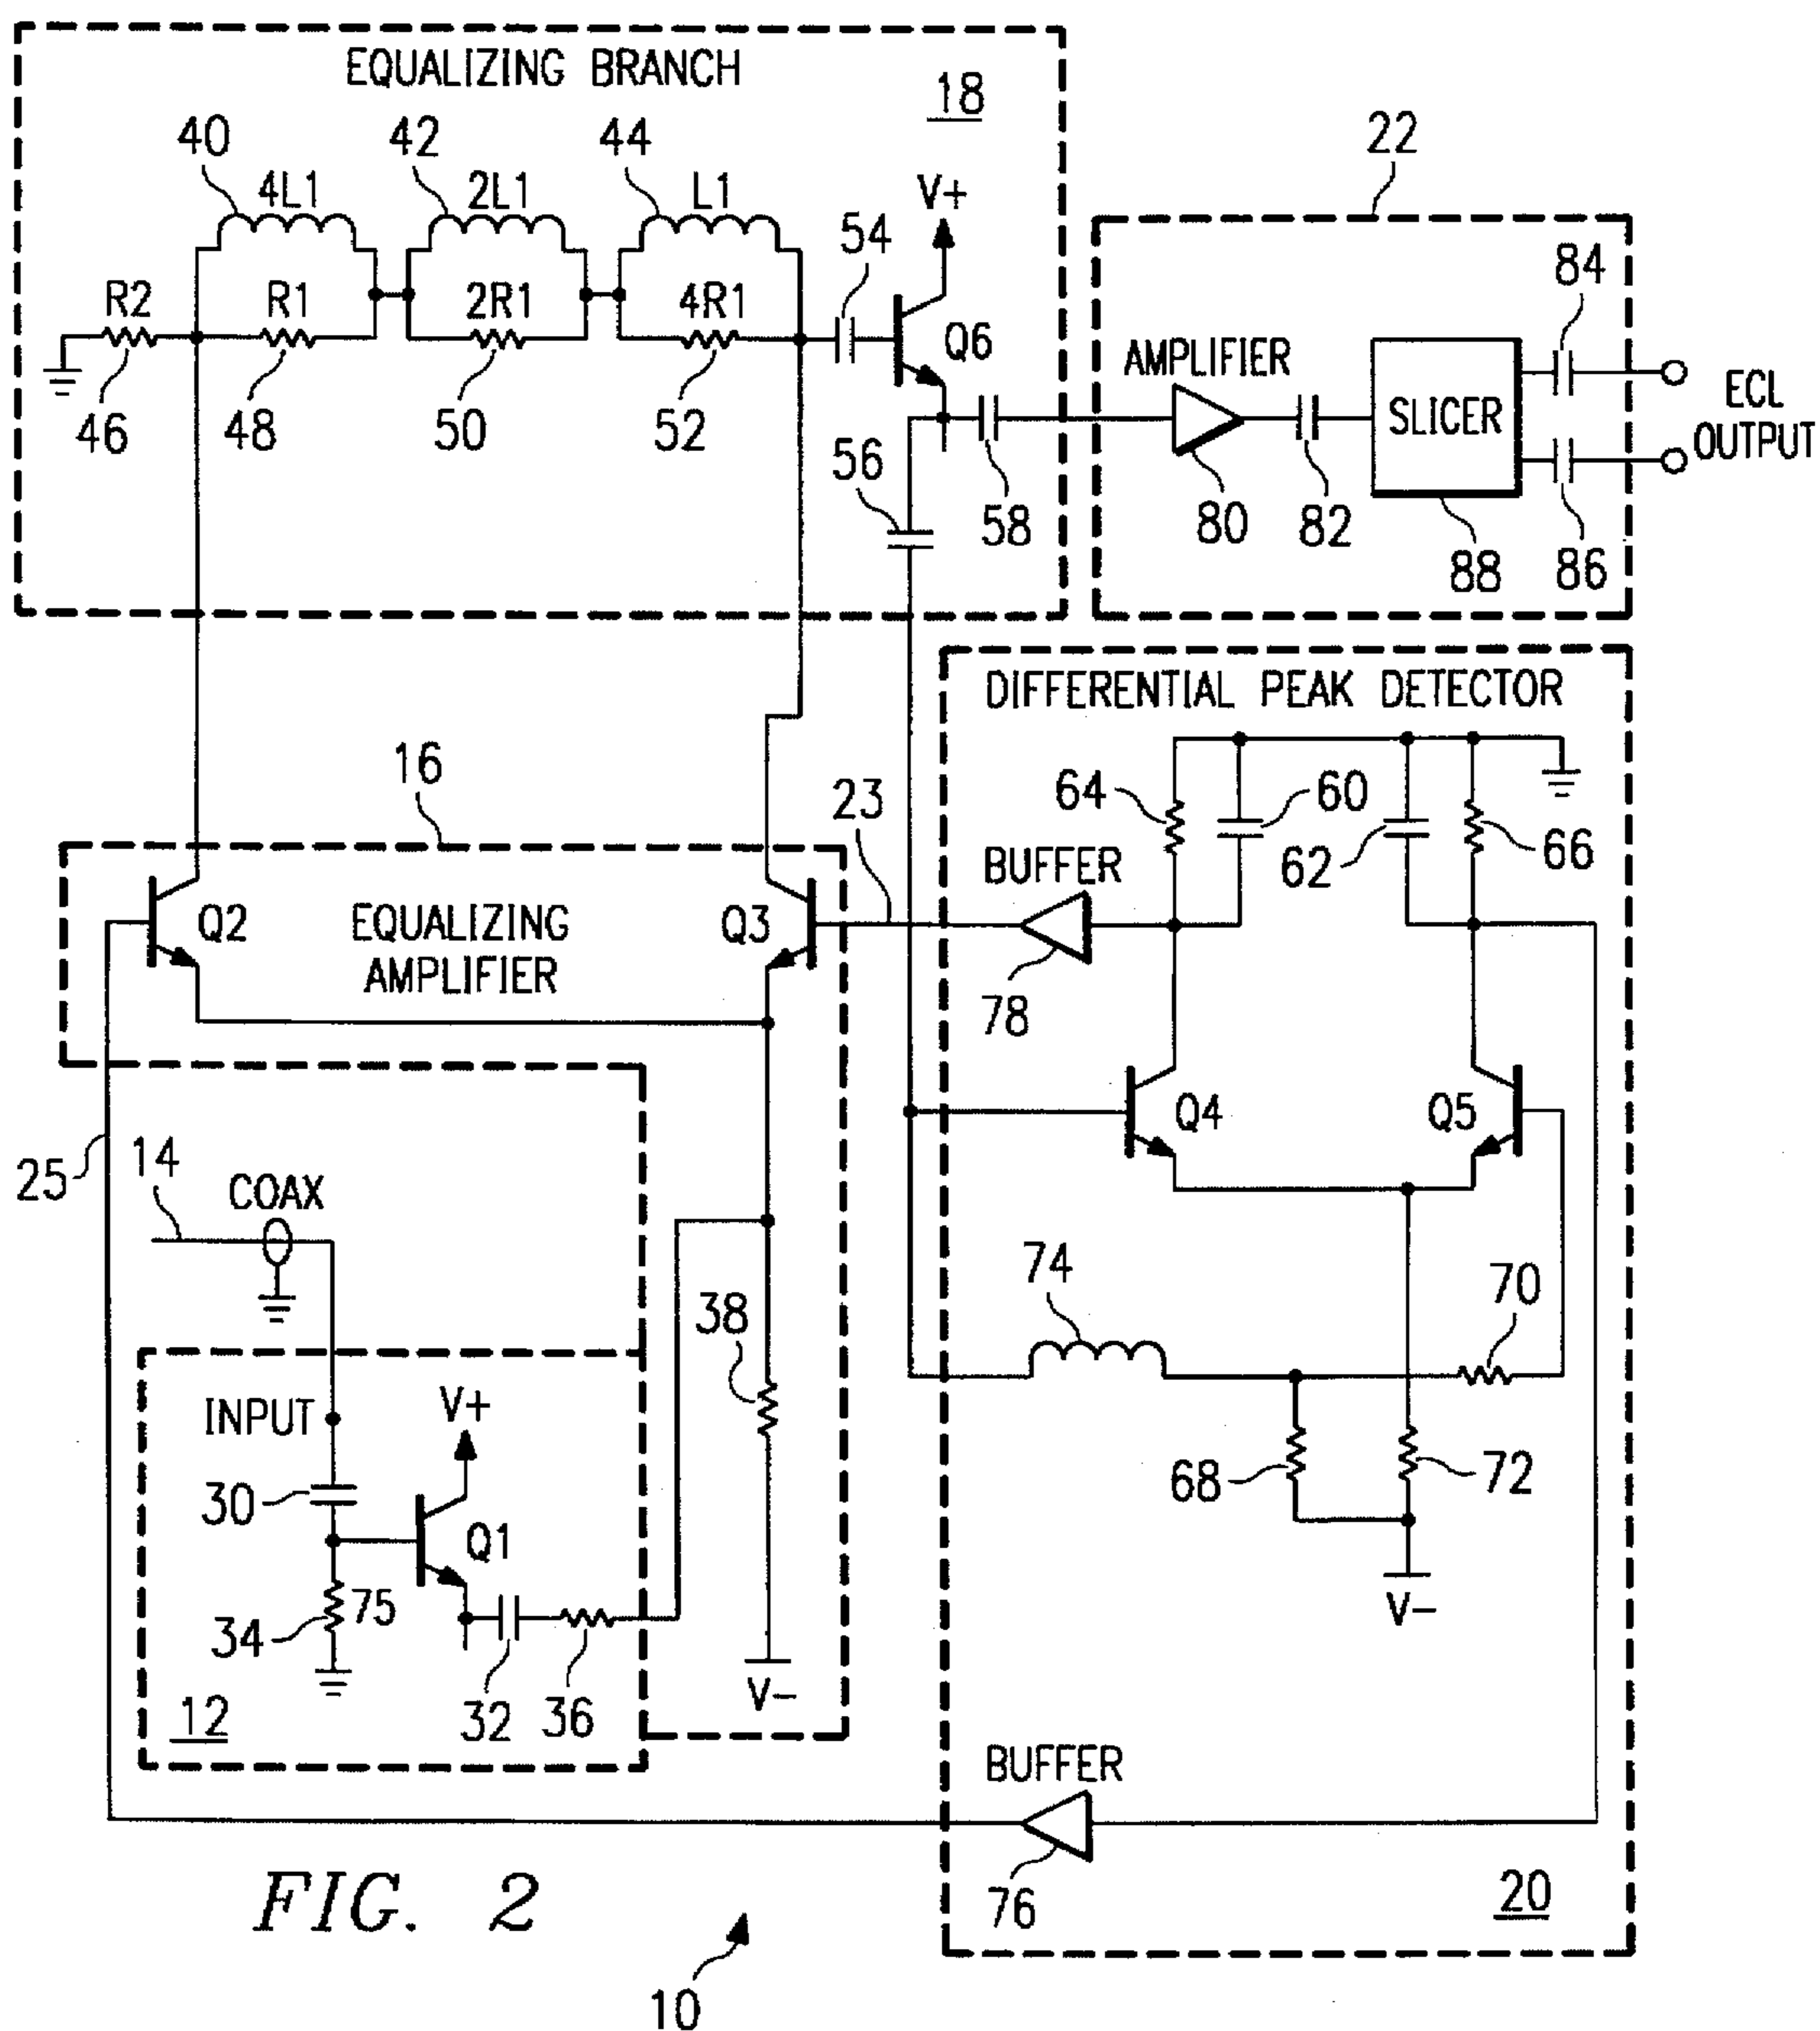 EQUALIZING BRANCH
18
40
42
44
22
4L1
2L1
L1
V+
54
84
R2
R1
2R1
4R1
Q6
AMPLIFIER
SLICER
ECL
OUTPUT
46
48
50
52
56
58
80
82
88
86
DIFFERENTIAL PEAK DETECTOR
16
23
64
60
62
66
BUFFER
Q2
EQUALIZING
AMPLIFIER
Q3
78
Q4
Q5
25
14
COAX
74
70
38
INPUT
V+
30
Q1
68
72
34
75
V-
32
36
V-
12
BUFFER
76
20
FIG. 2
10